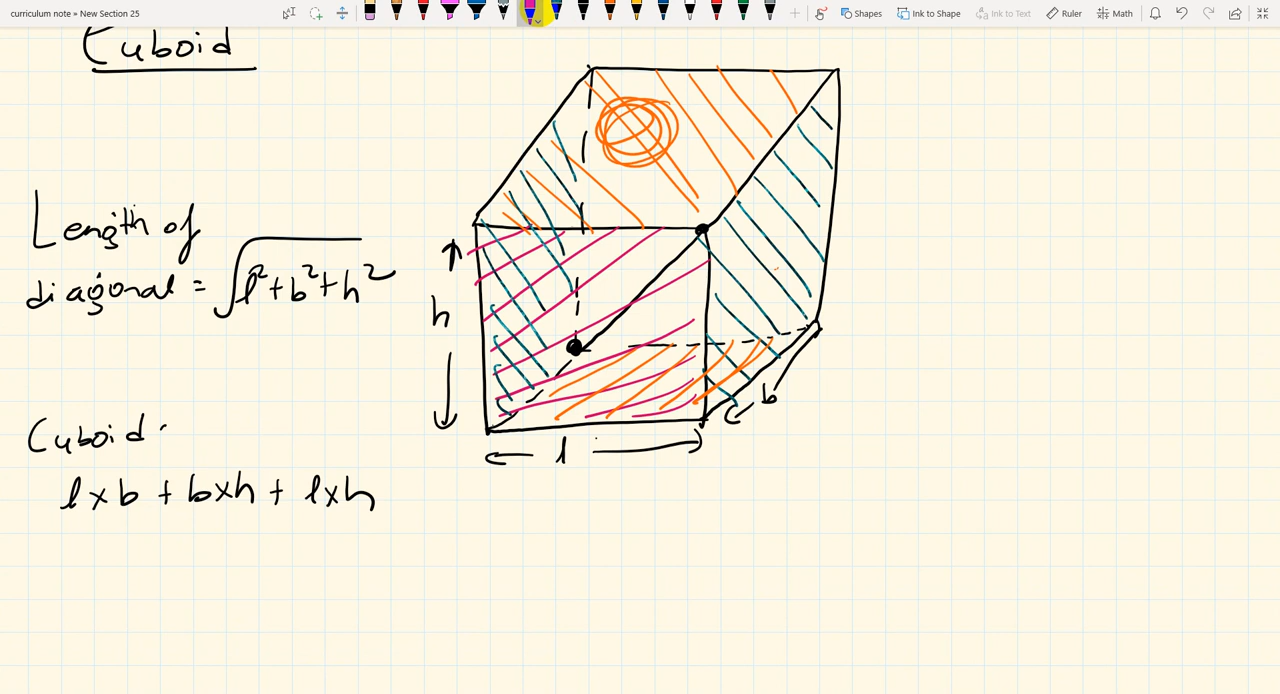 curriculum note » New Section 25
Shapes Ink to Shape Ink to Text Ruler Math
Cuboid
Length of
diagonal = √l²+b²+h²
h
b
l
Cuboid .
l×b + b×h + l×h